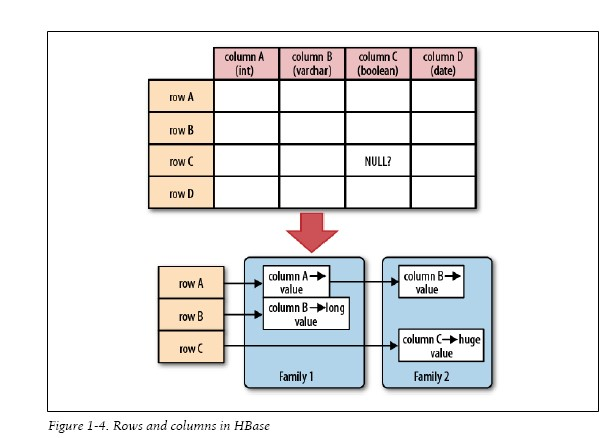 column A
(int)
column B
(varchar)
column C
(boolean)
column D
(date)
row A
row B
row C
NULL?
row D
row A
column A
value
column B
value
row B
column B long
value
row C
column C huge
value
Family 1
Family 2
Figure 1-4. Rows and columns in HBase